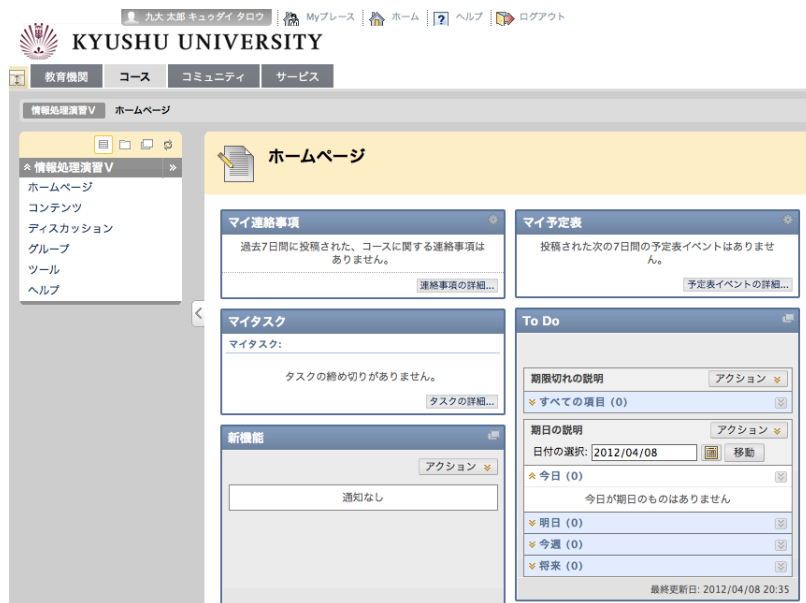 九大 太郎 キュウダイ タロウ
Myプレース
ホーム
ヘルプ
ログアウト
KYUSHU UNIVERSITY
教育機関
コース
コミュニティ
サービス
情報処理演習Ⅴ
ホームページ
情報処理演習Ⅴ
ホームページ
コンテンツ
ディスカッション
グループ
ツール
ヘルプ
ホームページ
マイ連絡事項
過去7日間に投稿された、コースに関する連絡事項は
ありません。
連絡事項の詳細...
マイタスク
マイタスク:
タスクの締め切りがありません。
タスクの詳細...
新機能
アクション
通知なし
マイ予定表
投稿された次の7日間の予定表イベントはありませ
ん。
予定表イベントの詳細...
To Do
期限切れの説明
アクション
すべての項目 (0)
期日の説明
アクション
日付の選択: 2012/04/08 移動
今日 (0)
今日が期日のものはありません
明日 (0)
今週 (0)
将来 (0)
最終更新日: 2012/04/08 20:35